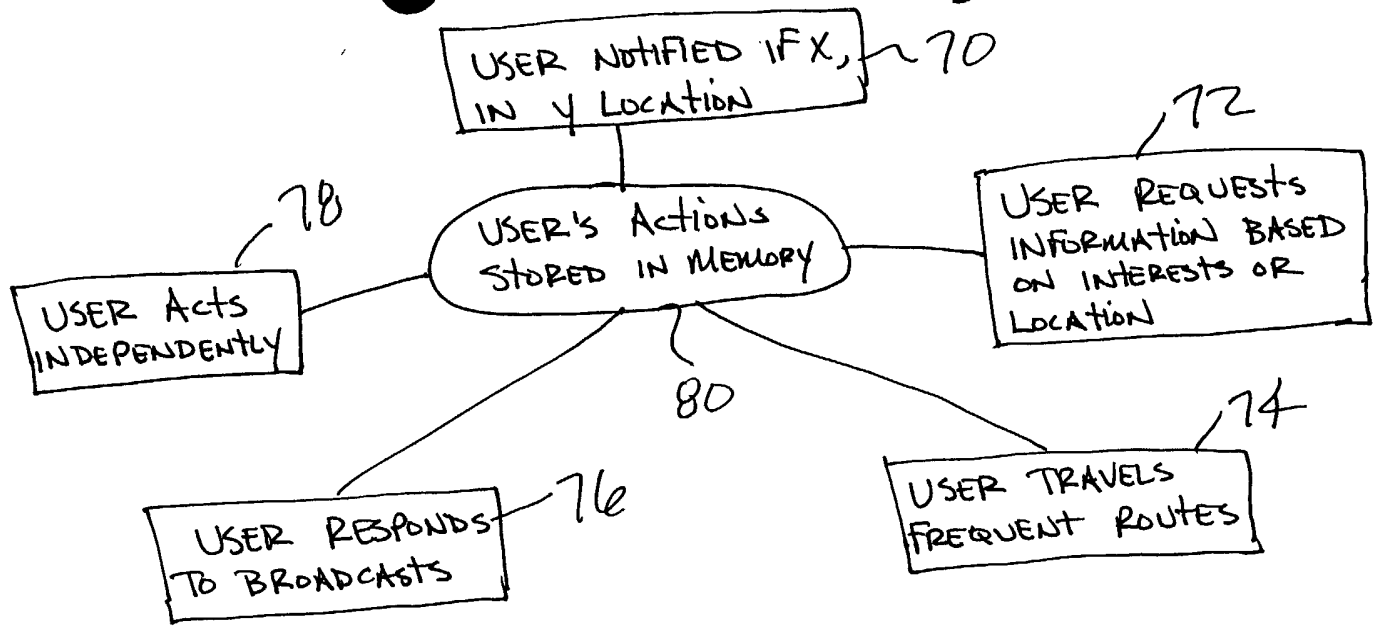 USER NOTIFIED IF X,
IN Y LOCATION
70
72
USER REQUESTS
INFORMATION BASED
ON INTERESTS OR
LOCATION
78
USER'S ACTIONS
STORED IN MEMORY
USER ACTS
INDEPENDENTLY
80
74
USER TRAVELS
FREQUENT ROUTES
76
USER RESPONDS
TO BROADCASTS